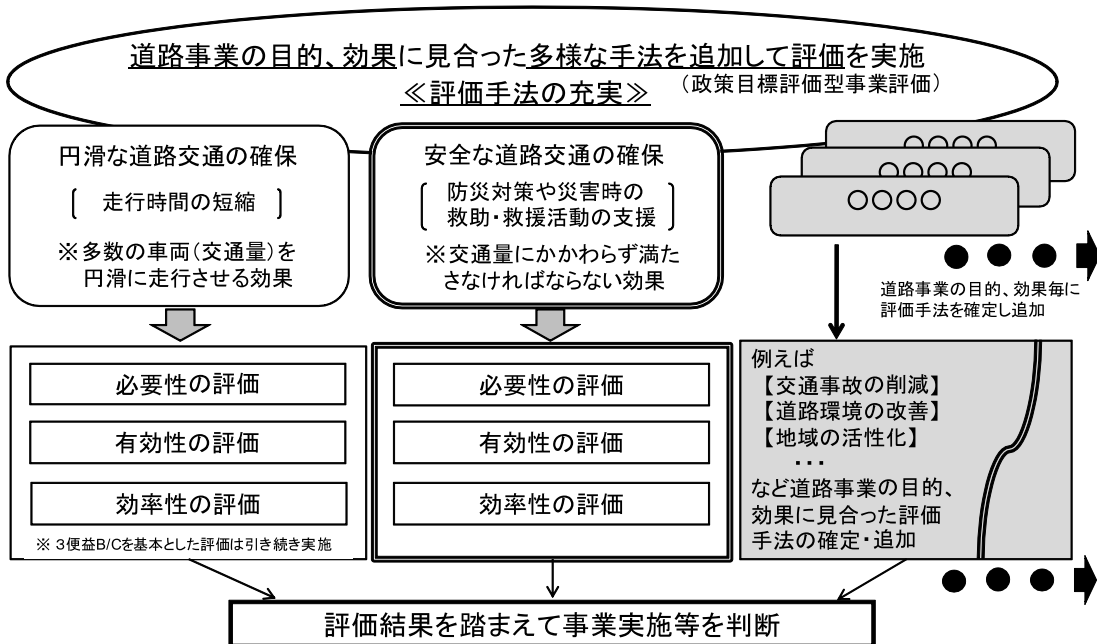 道路事業の目的、効果に見合った多様な手法を追加して評価を実施
≪評価手法の充実≫
（政策目標評価型事業評価）
円滑な道路交通の確保
走行時間の短縮
※多数の車両（交通量）を
円滑に走行させる効果
安全な道路交通の確保
防災対策や災害時の
救助・救援活動の支援
※交通量にかかわらず満た
さなければならない効果
○○○○
○○○○
○○○○
● ● ●
道路事業の目的、効果毎に
評価手法を確定し追加
必要性の評価
有効性の評価
効率性の評価
※ 3便益B/Cを基本とした評価は引き続き実施
必要性の評価
有効性の評価
効率性の評価
例えば
【交通事故の削減】
【道路環境の改善】
【地域の活性化】
・・・
など道路事業の目的、
効果に見合った評価
手法の確定・追加
● ● ●
評価結果を踏まえて事業実施等を判断